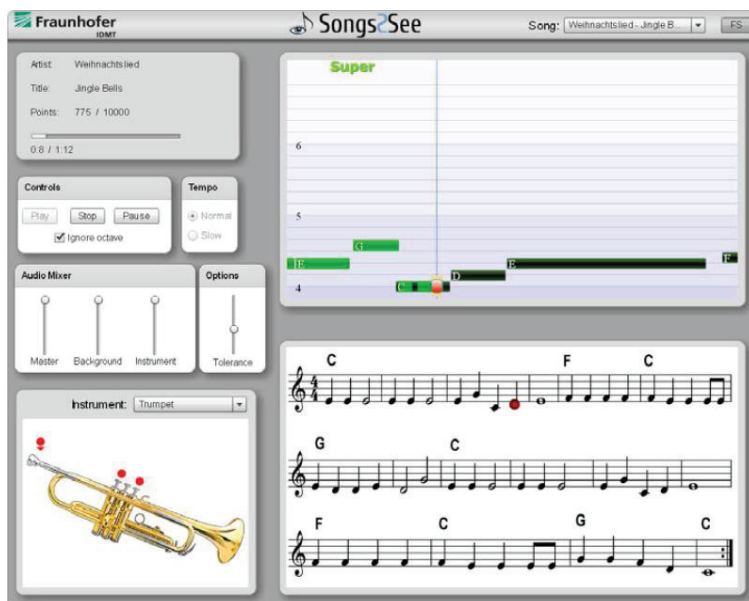 Fraunhofer
IDMT
Songs2See
Song: Weihnachtslied - Jingle B... FS
Artist: Weihnachtslied
Title: Jingle Bells
Points: 775 / 10000
0:8 / 1:12
Controls
Play Stop Pause
Ignore octave
Tempo
Normal
Slow
Audio Mixer
Master Background Instrument
Options
Tolerance
Instrument: Trumpet
Super
6
5
4
E G C D E F
C F C
G C
F C G C